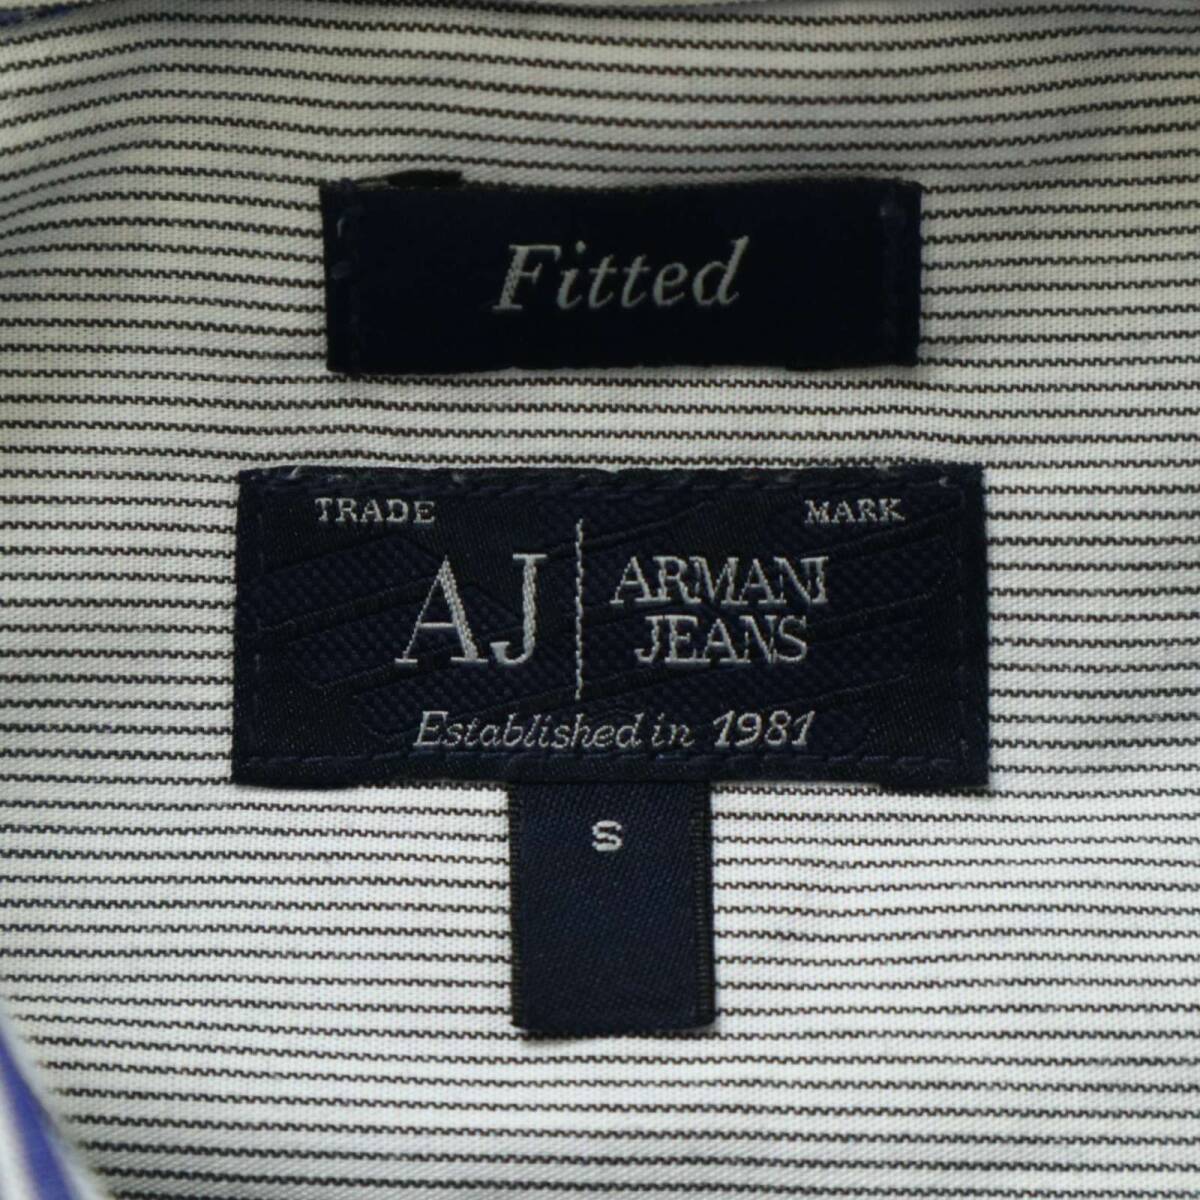 Fitted
TRADE MARK
AJ ARMANI
JEANS
Established in 1981
S